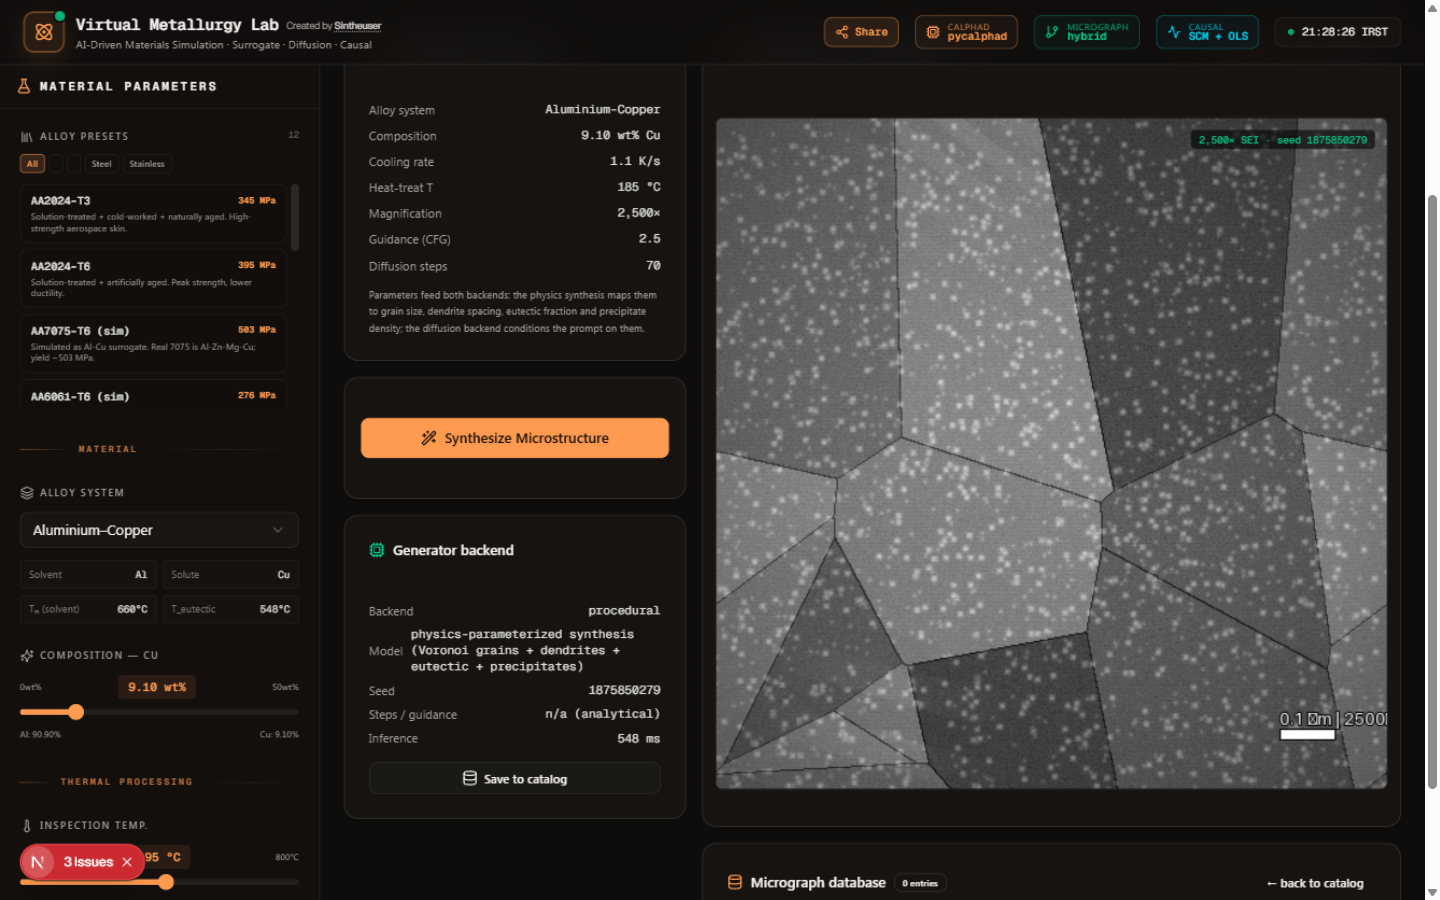 Virtual Metallurgy Lab Created by Sintheuser
AI-Driven Materials Simulation · Surrogate · Diffusion · Causal
Share
CALPHAD
pycalphad
MICROGRAPH
hybrid
CAUSAL
SCM + OLS
21:28:26 IRST
MATERIAL PARAMETERS
ALLOY PRESETS 12
All
Steel
Stainless
AA2024-T3 345 MPa
Solution-treated + cold-worked + naturally aged. High-
strength aerospace skin.
AA2024-T6 395 MPa
Solution-treated + artificially aged. Peak strength, lower
ductility.
AA7075-T6 (sim) 503 MPa
Simulated as Al-Cu surrogate. Real 7075 is Al-Zn-Mg-Cu;
yield ~503 MPa.
AA6061-T6 (sim) 276 MPa
MATERIAL
ALLOY SYSTEM
Aluminium–Copper
Solvent Al
Solute Cu
Tₘ (solvent) 660°C
T_eutectic 548°C
COMPOSITION — CU
0wt% 9.10 wt% 50wt%
Al: 90.90% Cu: 9.10%
THERMAL PROCESSING
INSPECTION TEMP.
95 °C 800°C
3 Issues
Alloy system Aluminium–Copper
Composition 9.10 wt% Cu
Cooling rate 1.1 K/s
Heat-treat T 185 °C
Magnification 2,500×
Guidance (CFG) 2.5
Diffusion steps 70
Parameters feed both backends: the physics synthesis maps them
to grain size, dendrite spacing, eutectic fraction and precipitate
density; the diffusion backend conditions the prompt on them.
Synthesize Microstructure
Generator backend
Backend procedural
Model physics-parameterized synthesis
(Voronoi grains + dendrites +
eutectic + precipitates)
Seed 1875850279
Steps / guidance n/a (analytical)
Inference 548 ms
Save to catalog
2,500× SEI · seed 1875850279
0.1 m | 2500
Micrograph database 0 entries
← back to catalog